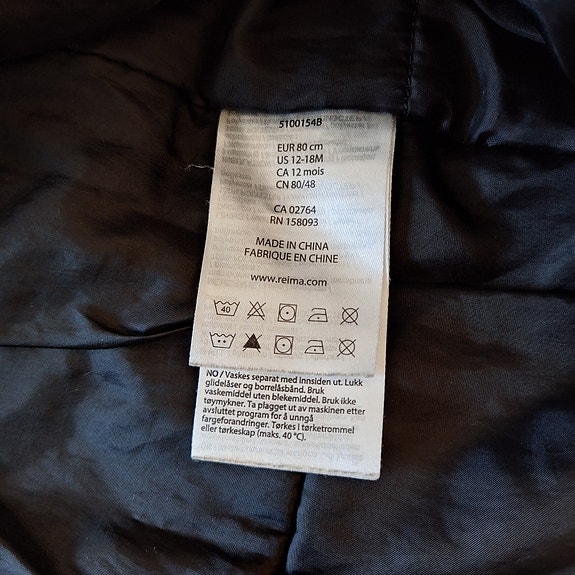 5100154B
EUR 80 cm
US 12-18M
CA 12 mois
CN 80/48
CA 02764
RN 158093
MADE IN CHINA
FABRIQUE EN CHINE
www.reima.com
40
NO / Vaskes separat med innsiden ut. Lukk
glidelåser og borrelåsbånd. Bruk
vaskemiddel uten blekemiddel. Bruk ikke
tøymykner. Ta plagget ut av maskinen etter
avsluttet program for å unngå
fargeforandringer. Tørkes i tørketrommel
eller tørkeskap (maks. 40 °C).